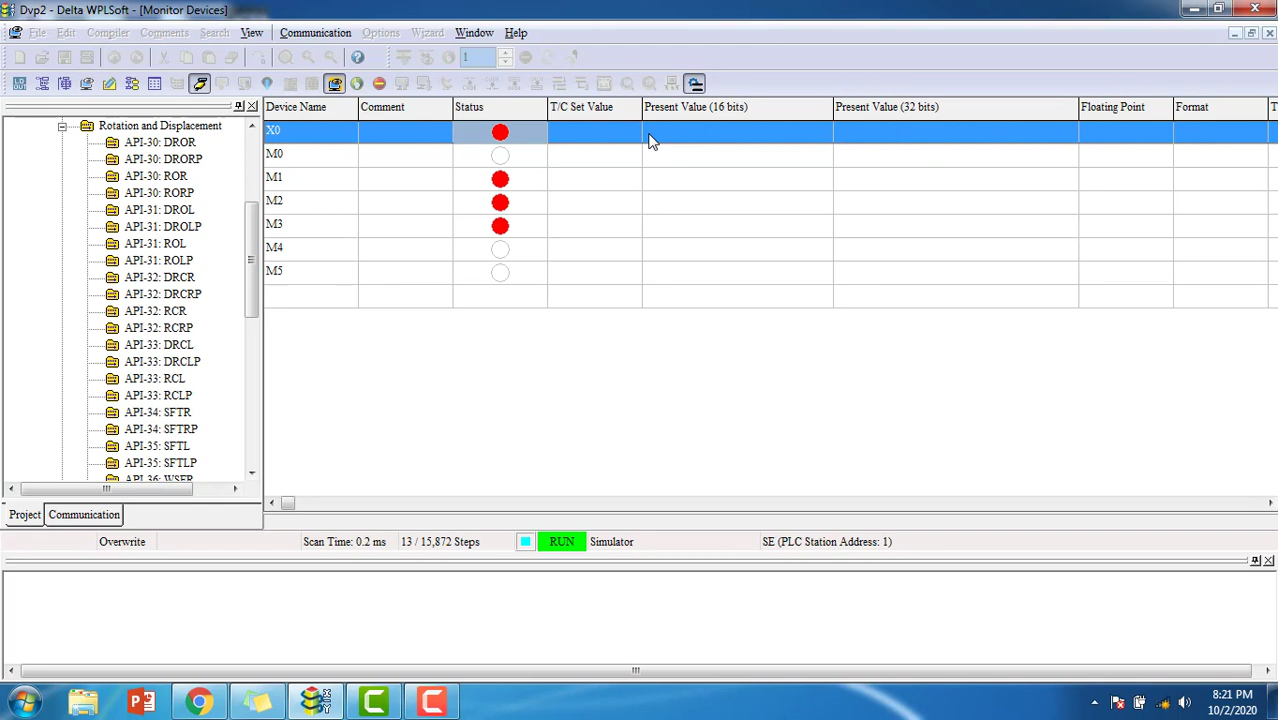 Dvp2 - Delta WPLSoft - [Monitor Devices]
File Edit Compiler Comments Search View Communication Options Wizard Window Help
1
Device Name Comment Status T/C Set Value Present Value (16 bits) Present Value (32 bits) Floating Point Format T
X0
M0
M1
M2
M3
M4
M5
Rotation and Displacement
API-30: DROR
API-30: DRORP
API-30: ROR
API-30: RORP
API-31: DROL
API-31: DROLP
API-31: ROL
API-31: ROLP
API-32: DRCR
API-32: DRCRP
API-32: RCR
API-32: RCRP
API-33: DRCL
API-33: DRCLP
API-33: RCL
API-33: RCLP
API-34: SFTR
API-34: SFTRP
API-35: SFTL
API-35: SFTLP
API-36: WSFR
Project Communication
Overwrite Scan Time: 0.2 ms 13 / 15,872 Steps RUN Simulator SE (PLC Station Address: 1)
8:21 PM
10/2/2020